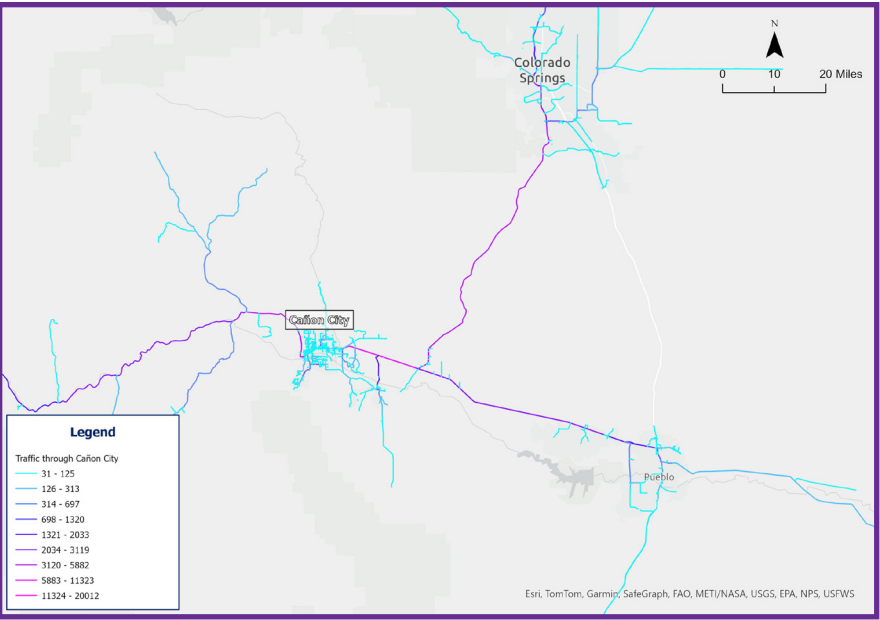 N
Colorado
Springs
0 10 20 Miles
Cañon City
Legend
Traffic through Cañon City
31 - 125
126 - 313
314 - 697
698 - 1320
1321 - 2033
2034 - 3119
3120 - 5882
5883 - 11323
11324 - 20012
Pueblo
Esri, TomTom, Garmin, SafeGraph, FAO, METI/NASA, USGS, EPA, NPS, USFWS